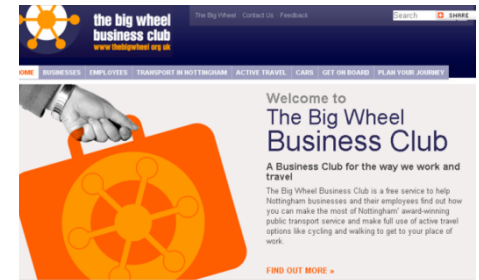 the big wheel
business club
www.thebigwheel.org.uk
The Big Wheel Contact Us Feedback
Search SHARE
OME BUSINESSES EMPLOYEES TRANSPORT IN NOTTINGHAM ACTIVE TRAVEL CARS GET ON BOARD PLAN YOUR JOURNEY
Welcome to
The Big Wheel
Business Club
A Business Club for the way we work and
travel
The Big Wheel Business Club is a free service to help
Nottingham businesses and their employees find out how
you can make the most of Nottingham' award-winning
public transport service and make full use of active travel
options like cycling and walking to get to your place of
work.
FIND OUT MORE »